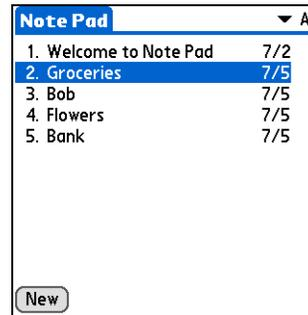 Note Pad
1. Welcome to Note Pad 7/2
2. Groceries 7/5
3. Bob 7/5
4. Flowers 7/5
5. Bank 7/5
New